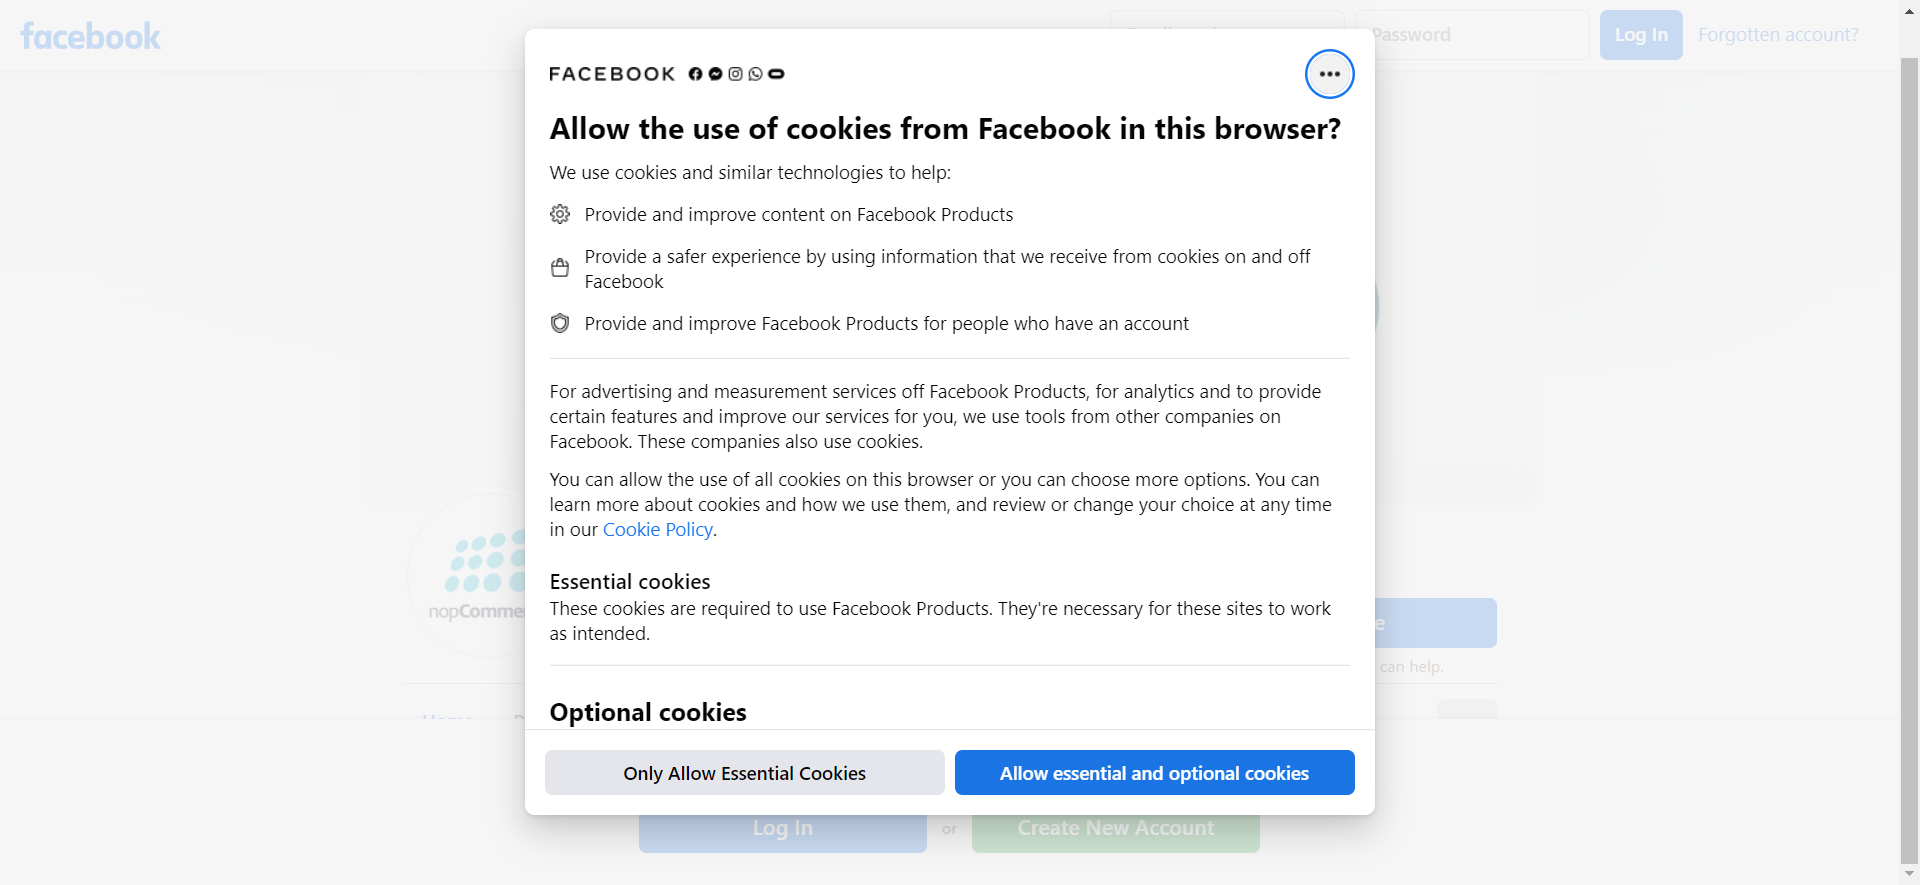 facebook
Password
Log In
Forgotten account?
FACEBOOK
Allow the use of cookies from Facebook in this browser?
We use cookies and similar technologies to help:
Provide and improve content on Facebook Products
Provide a safer experience by using information that we receive from cookies on and off
Facebook
Provide and improve Facebook Products for people who have an account
For advertising and measurement services off Facebook Products, for analytics and to provide
certain features and improve our services for you, we use tools from other companies on
Facebook. These companies also use cookies.
You can allow the use of all cookies on this browser or you can choose more options. You can
learn more about cookies and how we use them, and review or change your choice at any time
in our Cookie Policy.
Essential cookies
These cookies are required to use Facebook Products. They're necessary for these sites to work
as intended.
nopComme
can help.
Optional cookies
Only Allow Essential Cookies
Allow essential and optional cookies
Log In
or
Create New Account